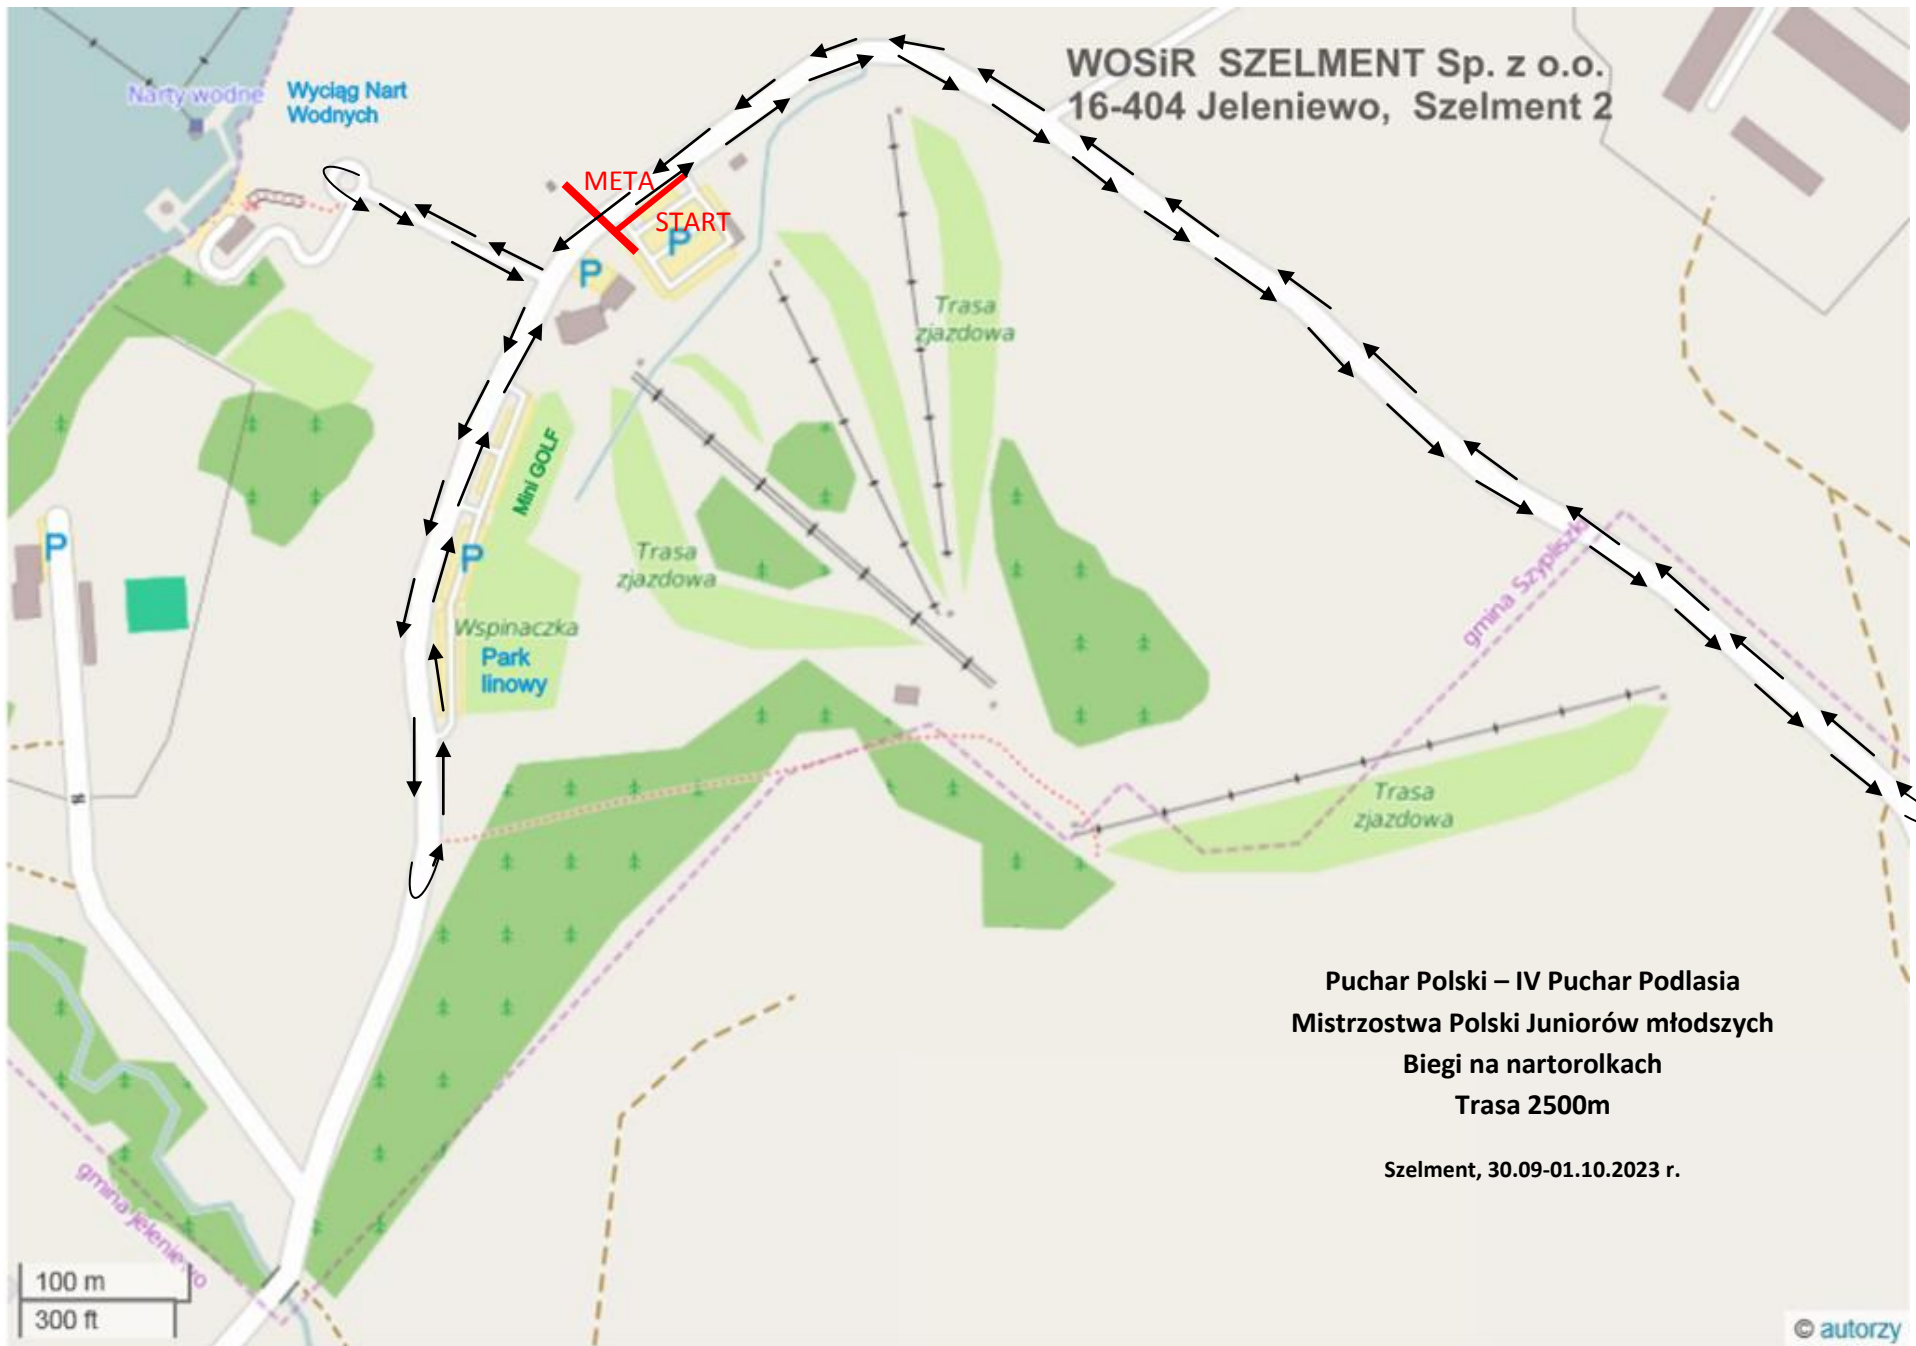 WOSiR SZELMENT Sp. z o.o.
16-404 Jeleniewo, Szelment 2
Narty wodne
Wyciąg Nart
Wodnych
META
START
P
P
Trasa
zjazdowa
Mini GOLF
P
P
Trasa
zjazdowa
gmina Szypliszki
Wspinaczka
Park
linowy
Trasa
zjazdowa
Puchar Polski – IV Puchar Podlasia
Mistrzostwa Polski Juniorów młodszych
Biegi na nartorolkach
Trasa 2500m
Szelment, 30.09-01.10.2023 r.
gmina Jeleniewo
100 m
300 ft
© autorzy